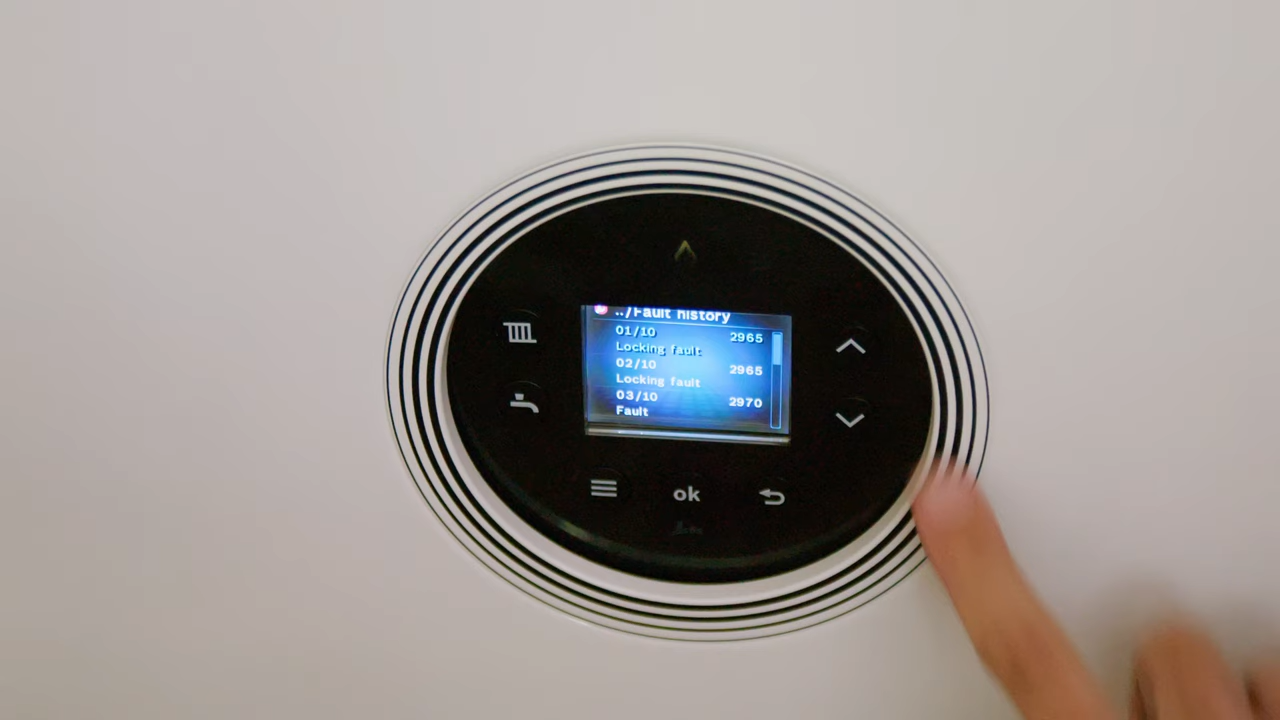 ../Fault history
01/10 2965
Locking fault
02/10 2965
Locking fault
03/10 2970
Fault
ok